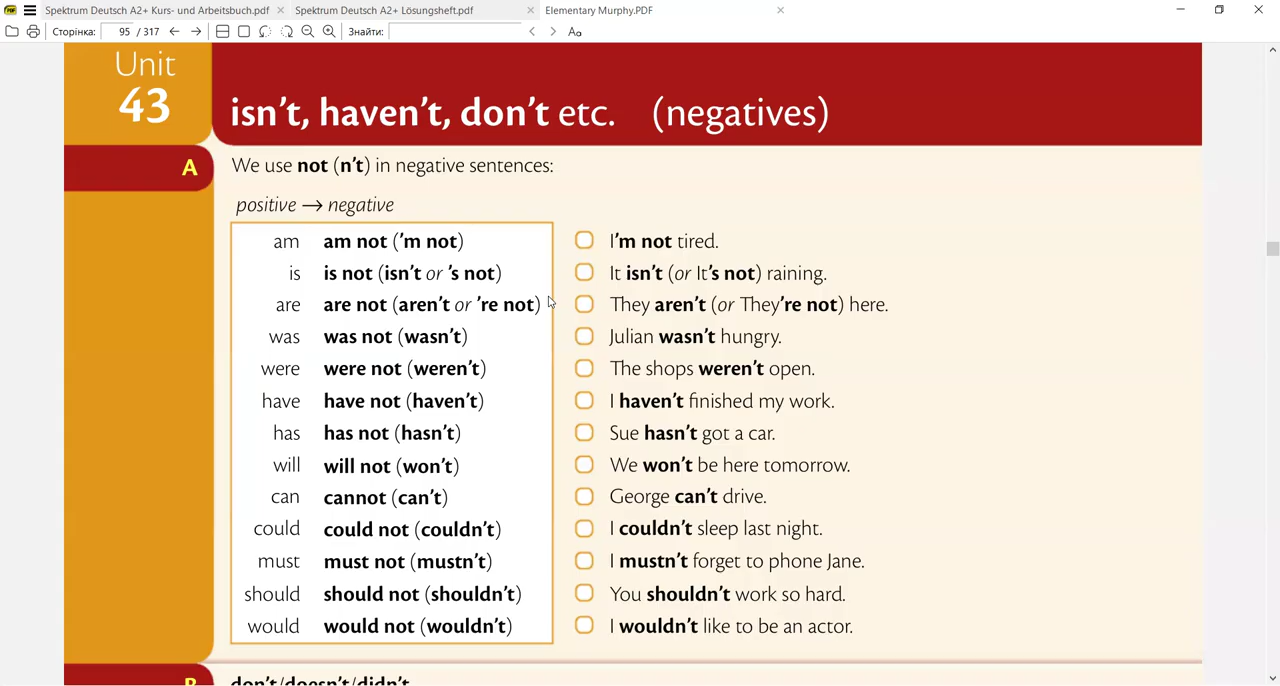 Spektrum Deutsch A2+ Kurs- und Arbeitsbuch.pdf
Spektrum Deutsch A2+ Lösungsheft.pdf
Elementary Murphy.PDF
Сторінка: 95 / 317
Знайти:
Aa
Unit
43
isn't, haven't, don't etc. (negatives)
A
We use not (n't) in negative sentences:
positive → negative
am am not ('m not) I'm not tired.
is is not (isn't or 's not) It isn't (or It's not) raining.
are are not (aren't or 're not) They aren't (or They're not) here.
was was not (wasn't) Julian wasn't hungry.
were were not (weren't) The shops weren't open.
have have not (haven't) I haven't finished my work.
has has not (hasn't) Sue hasn't got a car.
will will not (won't) We won't be here tomorrow.
can cannot (can't) George can't drive.
could could not (couldn't) I couldn't sleep last night.
must must not (mustn't) I mustn't forget to phone Jane.
should should not (shouldn't) You shouldn't work so hard.
would would not (wouldn't) I wouldn't like to be an actor.
B
don't/doesn't/didn't